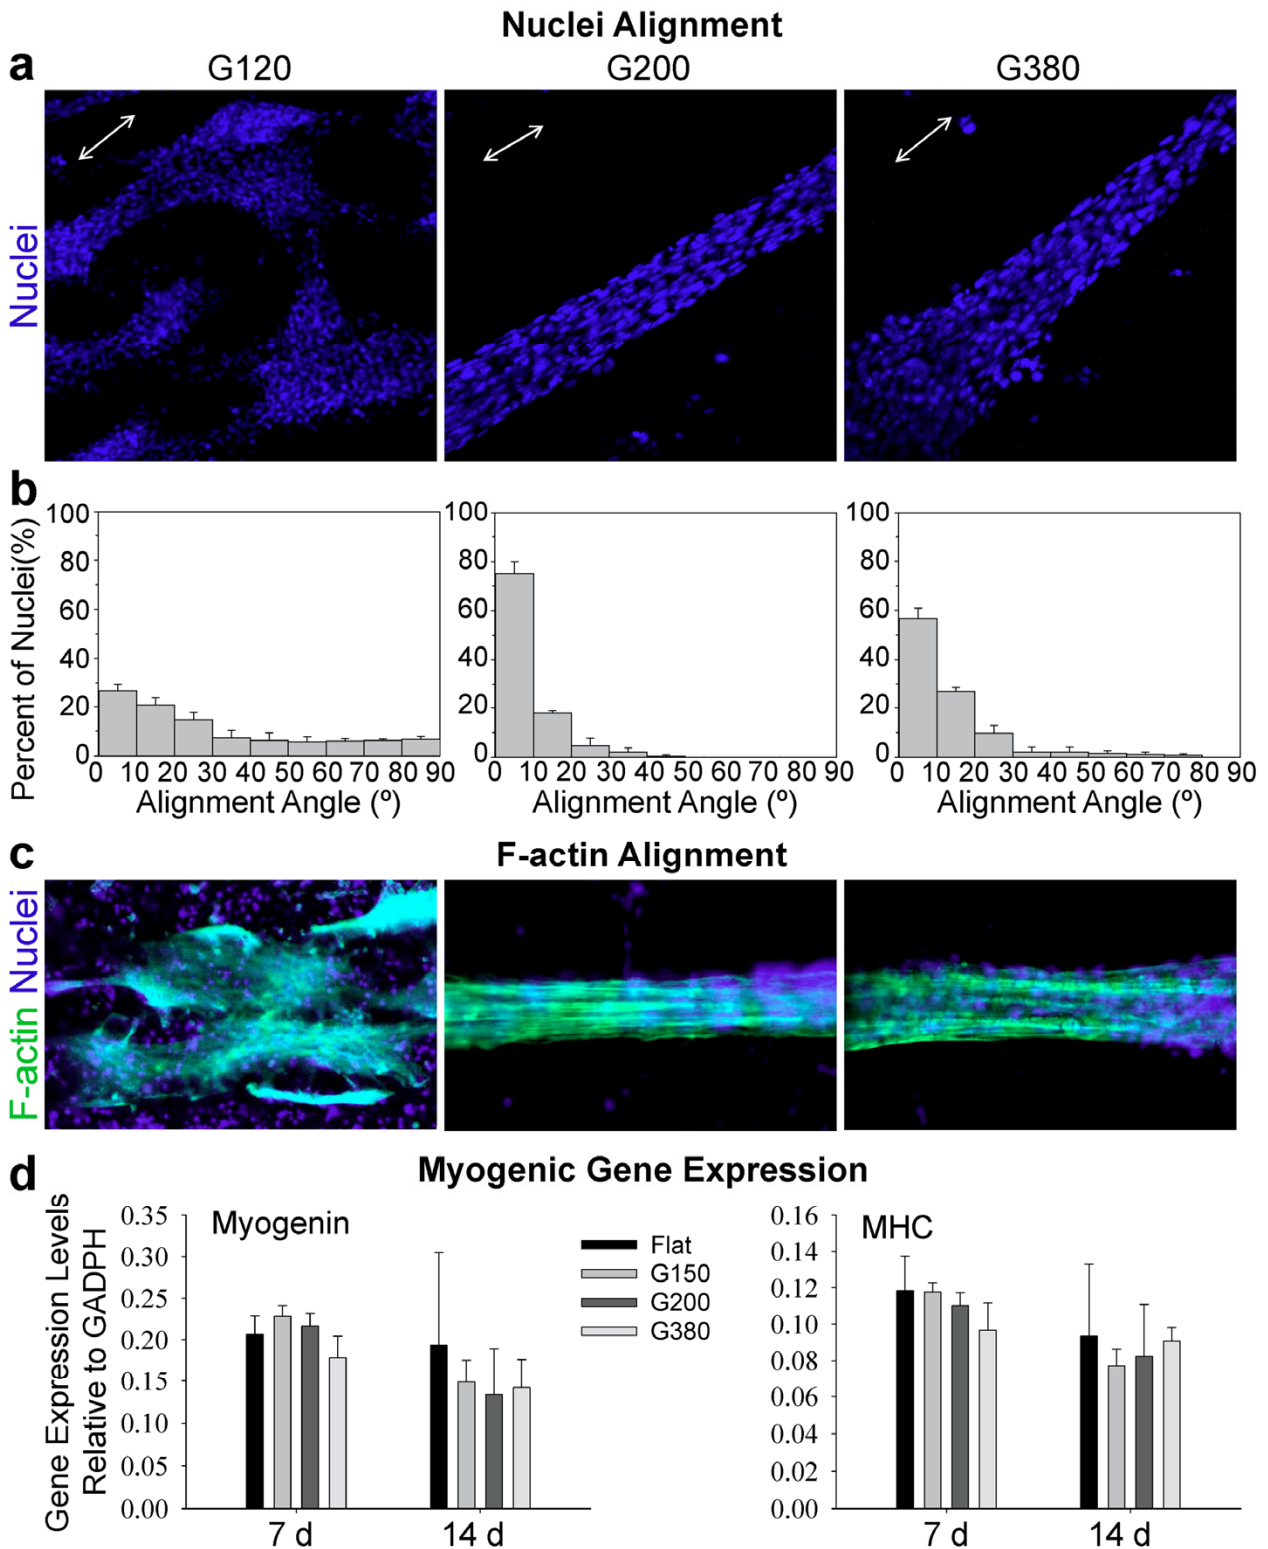 Nuclei Alignment
a
G120 G200 G380
Nuclei
b
Percent of Nuclei(%)
100 100 100
80 80 80
60 60 60
40 40 40
20 20 20
0 0 0
0 10 20 30 40 50 60 70 80 90 0 10 20 30 40 50 60 70 80 90 0 10 20 30 40 50 60 70 80 90
Alignment Angle (º) Alignment Angle (º) Alignment Angle (º)
c
F-actin Alignment
F-actin Nuclei
d
Myogenic Gene Expression
Gene Expression Levels
Relative to GADPH
Myogenin
0.35
0.30
0.25
0.20
0.15
0.10
0.05
0.00
7 d 14 d
Flat
G150
G200
G380
MHC
0.16
0.14
0.12
0.10
0.08
0.06
0.04
0.02
0.00
7 d 14 d